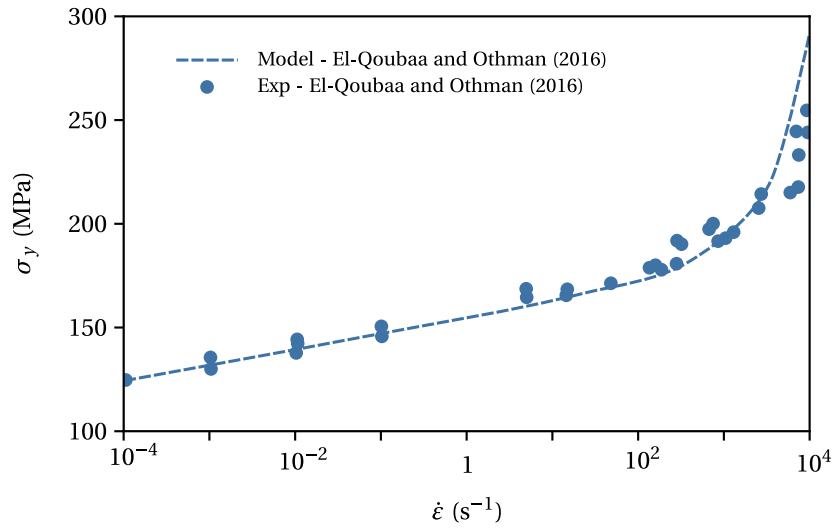 300
250
200
150
100
σy (MPa)
Model - El-Qoubaa and Othman (2016)
Exp - El-Qoubaa and Othman (2016)
10⁻⁴ 10⁻² 1 10² 10⁴ 10⁴
ε̇ (s⁻¹)